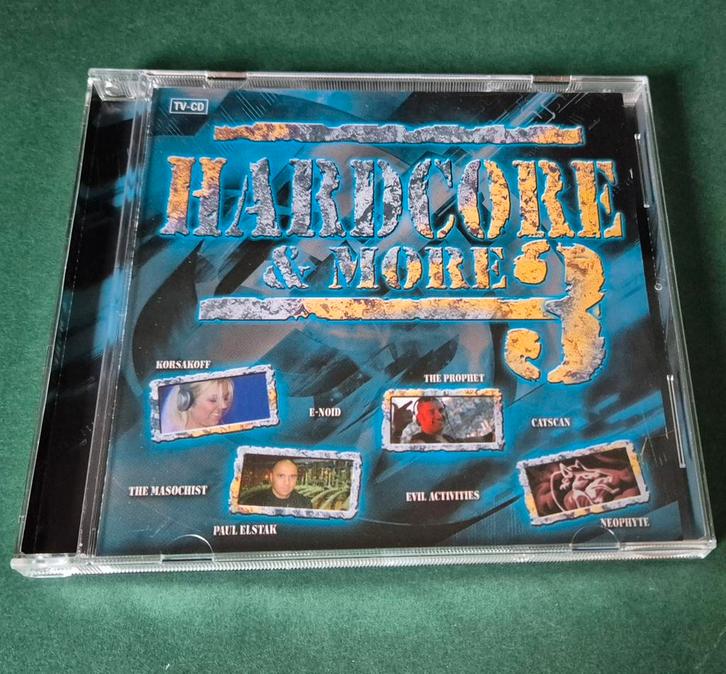 TV-CD
HARDCORE
& MORE 3
KORSAKOFF
THE PROPHET
E-NOID
CATSCAN
THE MASOCHIST
EVIL ACTIVITIES
PAUL ELSTAK
NEOPHYTE